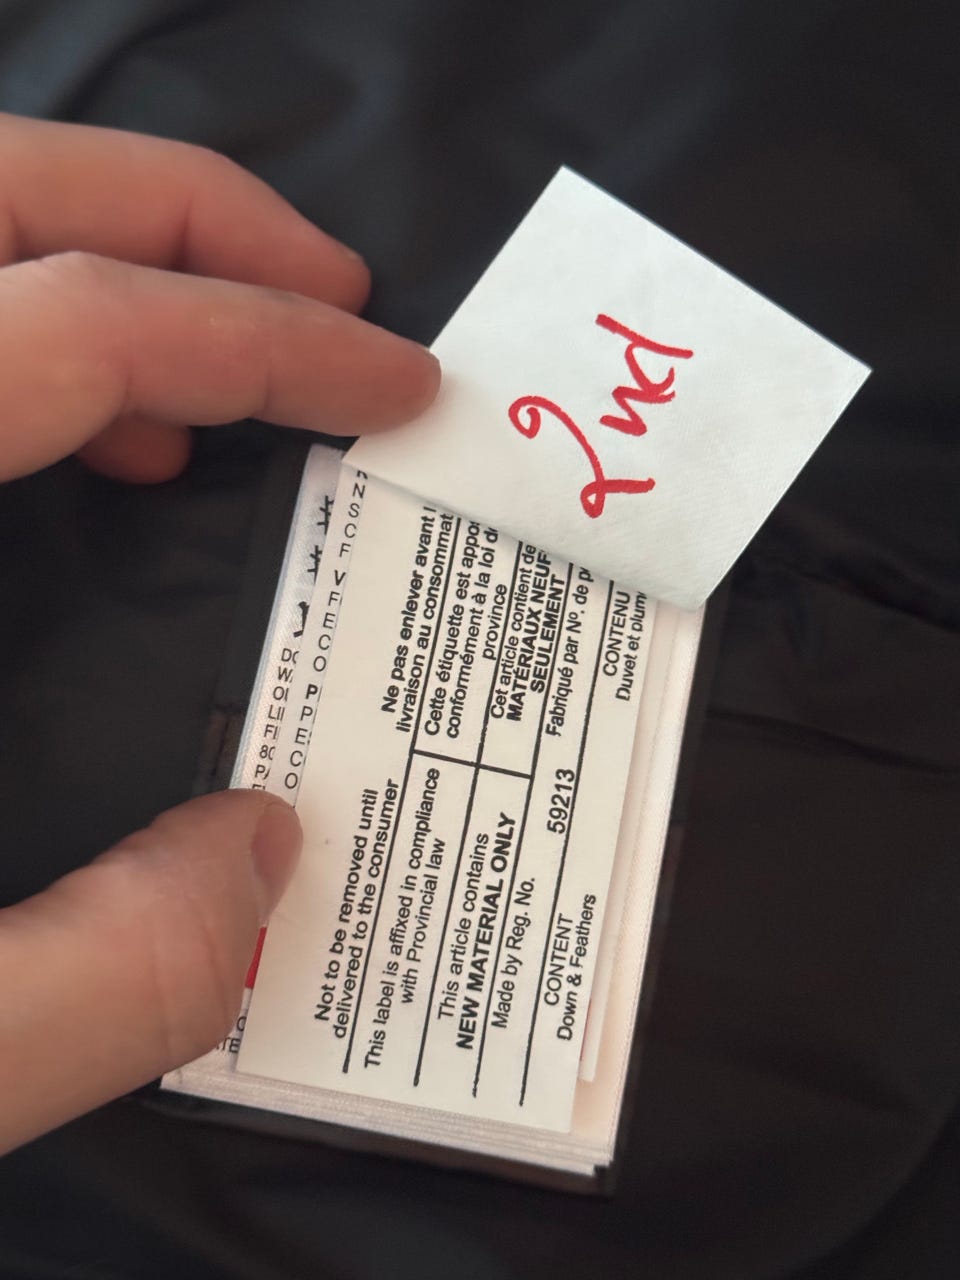 2nd
Not to be removed until
delivered to the consumer
Ne pas enlever avant
livraison au consommat
This label is affixed in compliance
with Provincial law
Cette étiquette est appos
conformément à la loi de
province
This article contains
NEW MATERIAL ONLY
Cet article contient de
MATÉRIAUX NEUF
SEULEMENT
Made by Reg. No. 59213 Fabriqué par Nº. de p
CONTENT
Down & Feathers
CONTENU
Duvet et plum